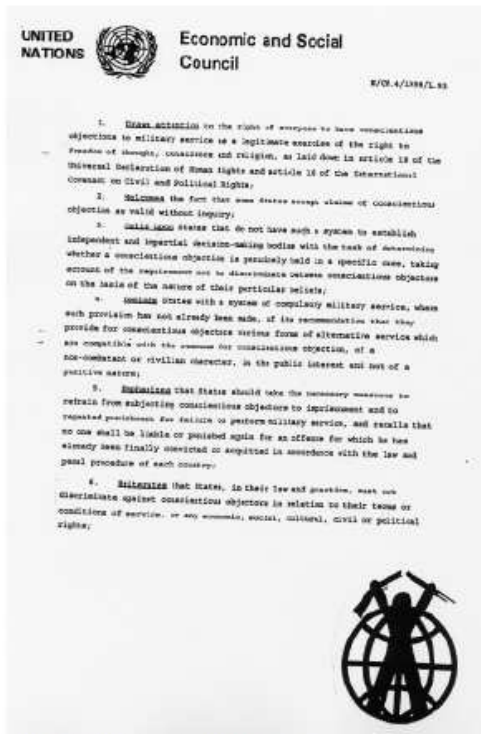 UNITED
NATIONS
Economic and Social
Council
E/CN.4/1998/L.93
1. Draws attention to the right of everyone to have conscientious
objections to military service as a legitimate exercise of the right to
freedom of thought, conscience and religion, as laid down in article 18 of the
Universal Declaration of Human Rights and article 18 of the International
Covenant on Civil and Political Rights;
2. Welcomes the fact that some States accept claims of conscientious
objection as valid without inquiry;
3. Calls upon States that do not have such a system to establish
independent and impartial decision-making bodies with the task of determining
whether a conscientious objection is genuinely held in a specific case, taking
account of the requirement not to discriminate between conscientious objectors
on the basis of the nature of their particular beliefs;
4. Reminds States with a system of compulsory military service, where
such provision has not already been made, of its recommendation that they
provide for conscientious objectors various forms of alternative service which
are compatible with the reasons for conscientious objection, of a
non-combatant or civilian character, in the public interest and not of a
punitive nature;
5. Emphasizes that States should take the necessary measures to
refrain from subjecting conscientious objectors to imprisonment and to
repeated punishment for failure to perform military service, and recalls that
no one shall be liable or punished again for an offence for which he has
already been finally convicted or acquitted in accordance with the law and
penal procedure of each country;
6. Reiterates that States, in their law and practice, must not
discriminate against conscientious objectors in relation to their terms or
conditions of service, or any economic, social, cultural, civil or political
rights;